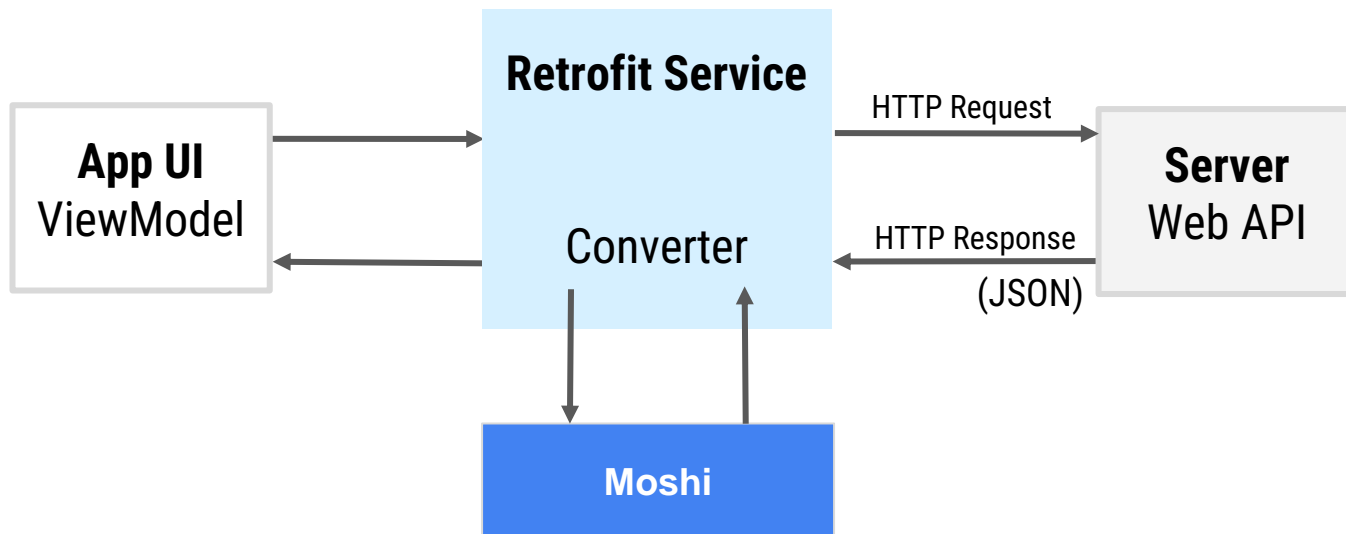 Retrofit Service
HTTP Request
App UI
ViewModel
Server
Web API
HTTP Response
(JSON)
Converter
Moshi